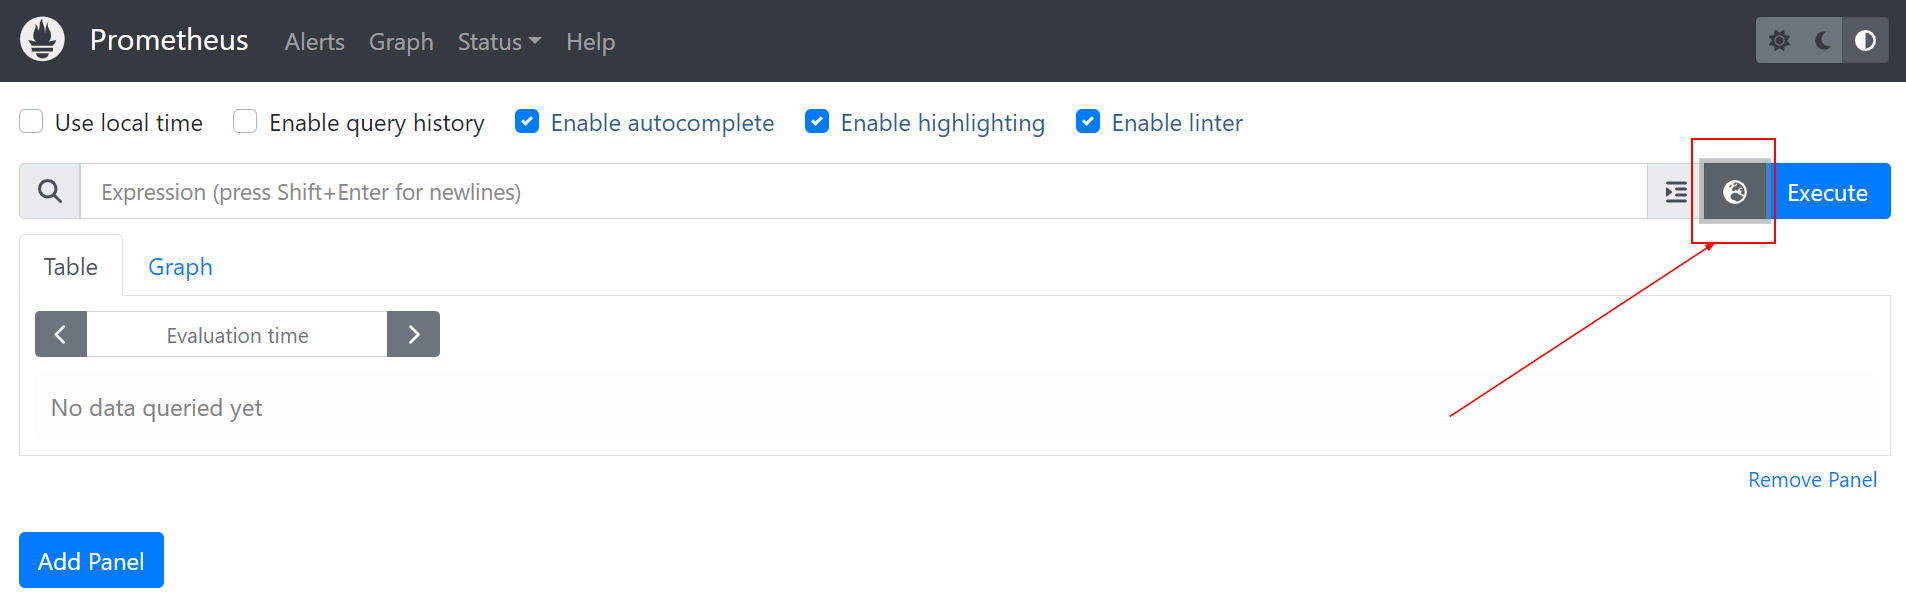 Prometheus Alerts Graph Status Help
Use local time Enable query history Enable autocomplete Enable highlighting Enable linter
Expression (press Shift+Enter for newlines) Execute
Table Graph
Evaluation time
No data queried yet
Remove Panel
Add Panel